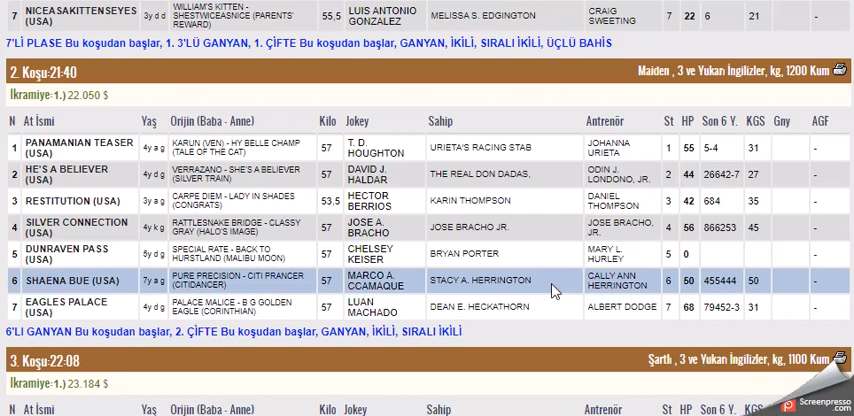 7 NICEASKITTENSEYES (USA) 3y d d WILLIAM'S KITTEN - SHESTWICEASNICE (PARENTS' REWARD) 55,5 LUIS ANTONIO GONZALEZ MELISSA S. EDGINGTON CRAIG SWEETING 7 22 6 21 -
7'Lİ PLASE Bu koşudan başlar, 1. 3'LÜ GANYAN, 1. ÇİFTE Bu koşudan başlar, GANYAN, İKİLİ, SIRALI İKİLİ, ÜÇLÜ BAHİS
2. Koşu:21:40 Maiden , 3 ve Yukarı İngilizler, kg, 1200 Kum
Ikramiye:1.) 22.050 $
N At İsmi Yaş Orijin (Baba - Anne) Kilo Jokey Sahip Antrenör St HP Son 6 Y. KGS Gny AGF
1 PANAMANIAN TEASER (USA) 4y a g KARUN (VEN) - HY BELLE CHAMP (TALE OF THE CAT) 57 T. D. HOUGHTON URIETA'S RACING STAB JOHANNA URIETA 1 55 5-4 31 -
2 HE'S A BELIEVER (USA) 4y d g VERRAZANO - SHE'S A BELIEVER (SILVER TRAIN) 57 DAVID J. HALDAR THE REAL DON DADAS, ODIN J. LONDONO, JR. 2 44 26642-7 27 -
3 RESTITUTION (USA) 3y a g CARPE DIEM - LADY IN SHADES (CONGRATS) 53,5 HECTOR BERRIOS KARIN THOMPSON DANIEL THOMPSON 3 42 684 35 -
4 SILVER CONNECTION (USA) 4y k g RATTLESNAKE BRIDGE - CLASSY GRAY (HALO'S IMAGE) 57 JOSE A. BRACHO JOSE BRACHO JR. JOSE BRACHO, JR. 4 56 866253 45 -
5 DUNRAVEN PASS (USA) 5y d g SPECIAL RATE - BACK TO HURSTLAND (MALIBU MOON) 57 CHELSEY KEISER BRYAN PORTER MARY L. HURLEY 5 0 -
6 SHAENA BUE (USA) 7y a g PURE PRECISION - CITI PRANCER (CITIDANCER) 57 MARCO A. CCAMAQUE STACY A. HERRINGTON CALLY ANN HERRINGTON 6 50 455444 50 -
7 EAGLES PALACE (USA) 4y d g PALACE MALICE - B G GOLDEN EAGLE (CORINTHIAN) 57 LUAN MACHADO DEAN E. HECKATHORN ALBERT DODGE 7 68 79452-3 31 -
6'LI GANYAN Bu koşudan başlar, 2. ÇİFTE Bu koşudan başlar, GANYAN, İKİLİ, SIRALI İKİLİ
3. Koşu:22:08 Şartlı , 3 ve Yukarı İngilizler, kg, 1100 Kum
Ikramiye:1.) 23.184 $
N At İsmi Yaş Orijin (Baba - Anne) Kilo Jokey Sahip Antrenör St HP Son 6 Y. KGS
Screenpresso.com